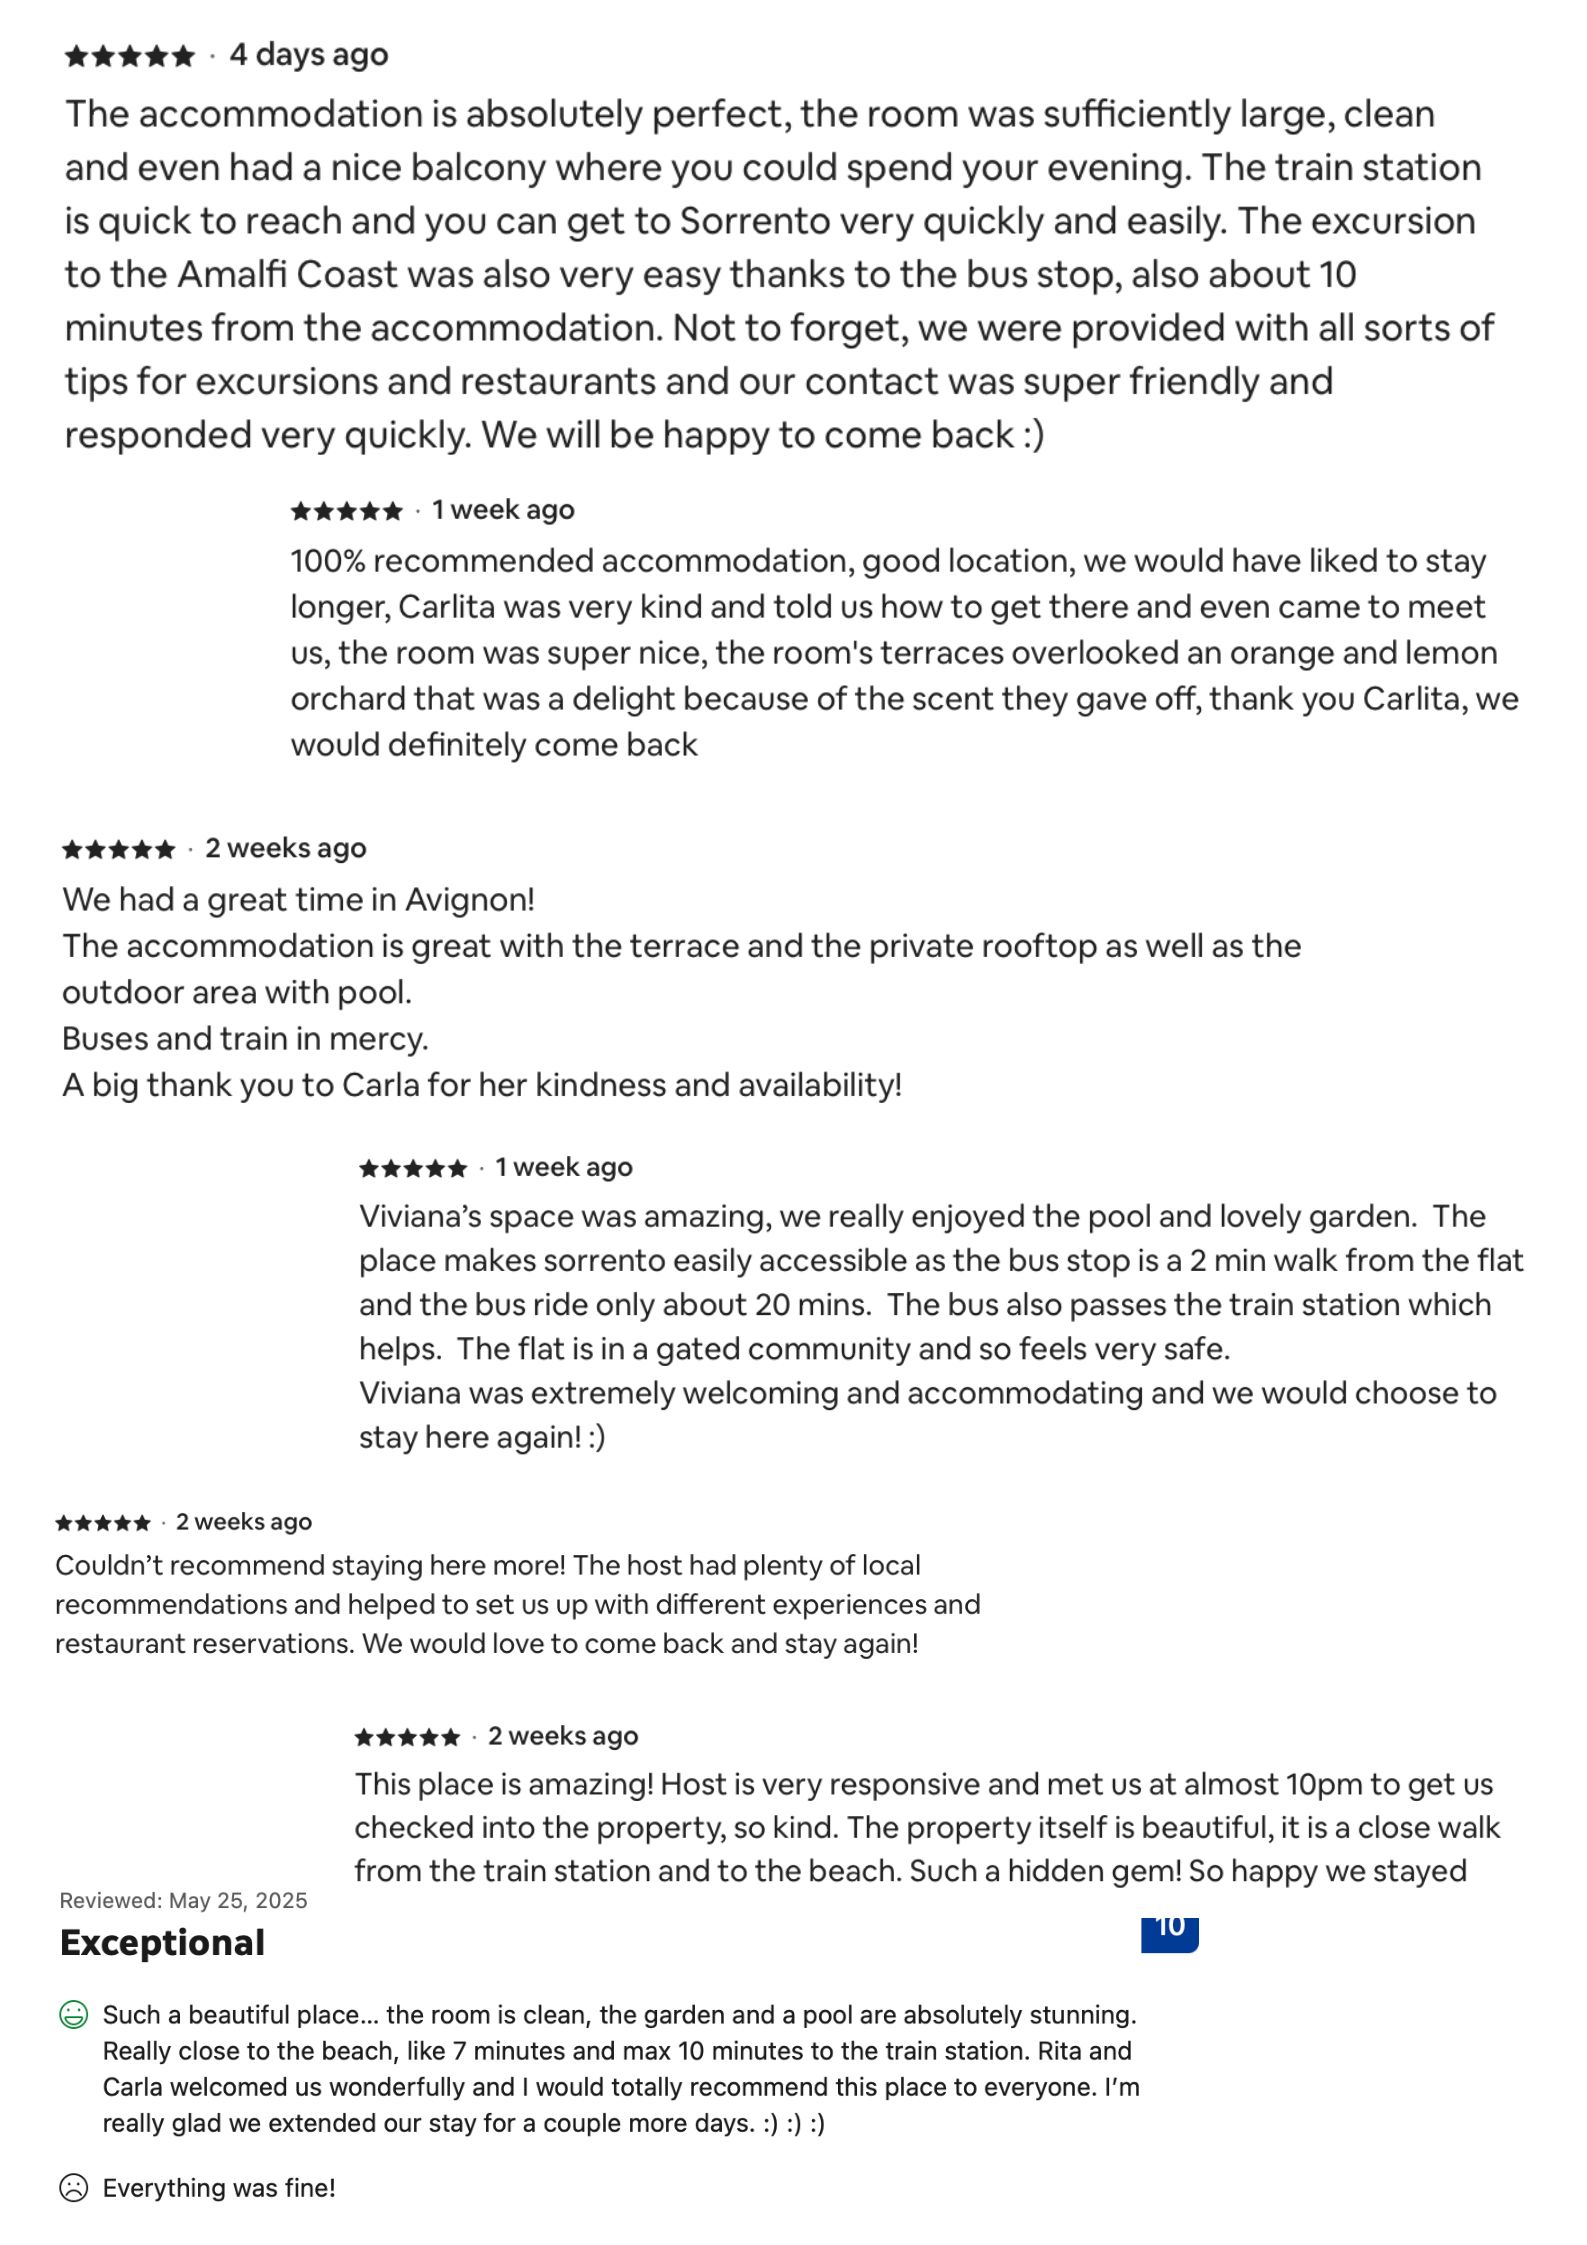 ★★★★★ · 4 days ago
The accommodation is absolutely perfect, the room was sufficiently large, clean
and even had a nice balcony where you could spend your evening. The train station
is quick to reach and you can get to Sorrento very quickly and easily. The excursion
to the Amalfi Coast was also very easy thanks to the bus stop, also about 10
minutes from the accommodation. Not to forget, we were provided with all sorts of
tips for excursions and restaurants and our contact was super friendly and
responded very quickly. We will be happy to come back :)
★★★★★ · 1 week ago
100% recommended accommodation, good location, we would have liked to stay
longer, Carlita was very kind and told us how to get there and even came to meet
us, the room was super nice, the room's terraces overlooked an orange and lemon
orchard that was a delight because of the scent they gave off, thank you Carlita, we
would definitely come back
★★★★★ · 2 weeks ago
We had a great time in Avignon!
The accommodation is great with the terrace and the private rooftop as well as the
outdoor area with pool.
Buses and train in mercy.
A big thank you to Carla for her kindness and availability!
★★★★★ · 1 week ago
Viviana’s space was amazing, we really enjoyed the pool and lovely garden.  The
place makes sorrento easily accessible as the bus stop is a 2 min walk from the flat
and the bus ride only about 20 mins.  The bus also passes the train station which
helps.  The flat is in a gated community and so feels very safe.
Viviana was extremely welcoming and accommodating and we would choose to
stay here again! :)
★★★★★ · 2 weeks ago
Couldn’t recommend staying here more! The host had plenty of local
recommendations and helped to set us up with different experiences and
restaurant reservations. We would love to come back and stay again!
★★★★★ · 2 weeks ago
This place is amazing! Host is very responsive and met us at almost 10pm to get us
checked into the property, so kind. The property itself is beautiful, it is a close walk
from the train station and to the beach. Such a hidden gem! So happy we stayed
Reviewed: May 25, 2025
Exceptional
10
Such a beautiful place... the room is clean, the garden and a pool are absolutely stunning.
Really close to the beach, like 7 minutes and max 10 minutes to the train station. Rita and
Carla welcomed us wonderfully and I would totally recommend this place to everyone. I’m
really glad we extended our stay for a couple more days. :) :) :)
Everything was fine!